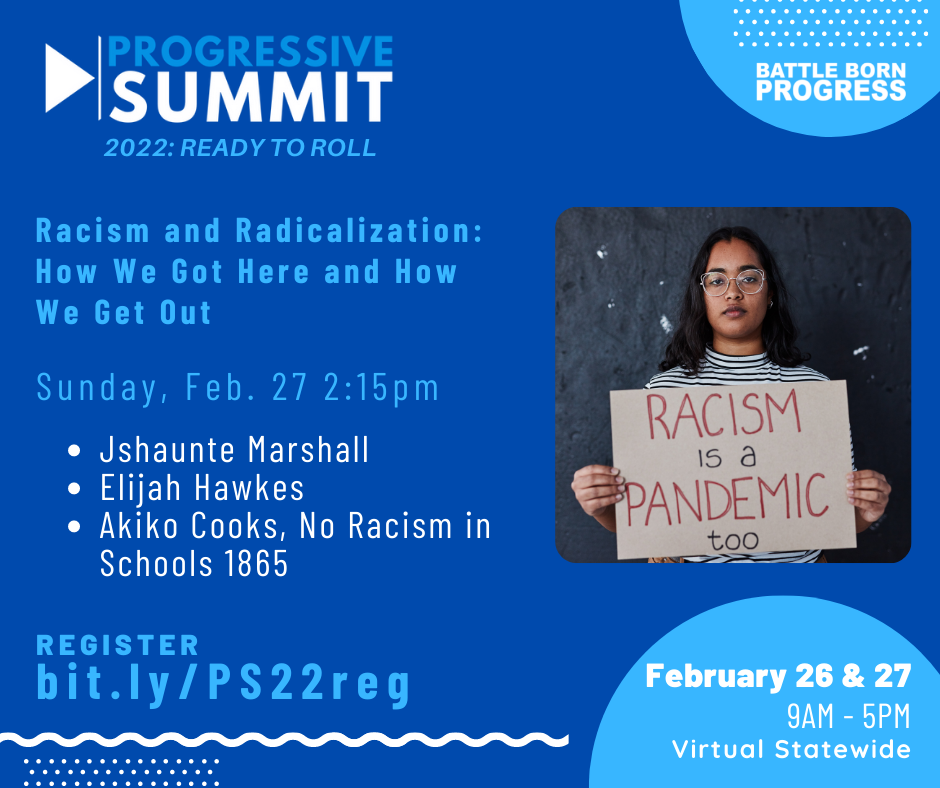 PROGRESSIVE
SUMMIT
2022: READY TO ROLL
BATTLE BORN
PROGRESS
Racism and Radicalization:
How We Got Here and How
We Get Out
Sunday, Feb. 27 2:15pm
• Jshaunte Marshall
• Elijah Hawkes
• Akiko Cooks, No Racism in
Schools 1865
RACISM
IS a
PANDEMIC
too
REGISTER
bit.ly/PS22reg
February 26 & 27
9AM - 5PM
Virtual Statewide